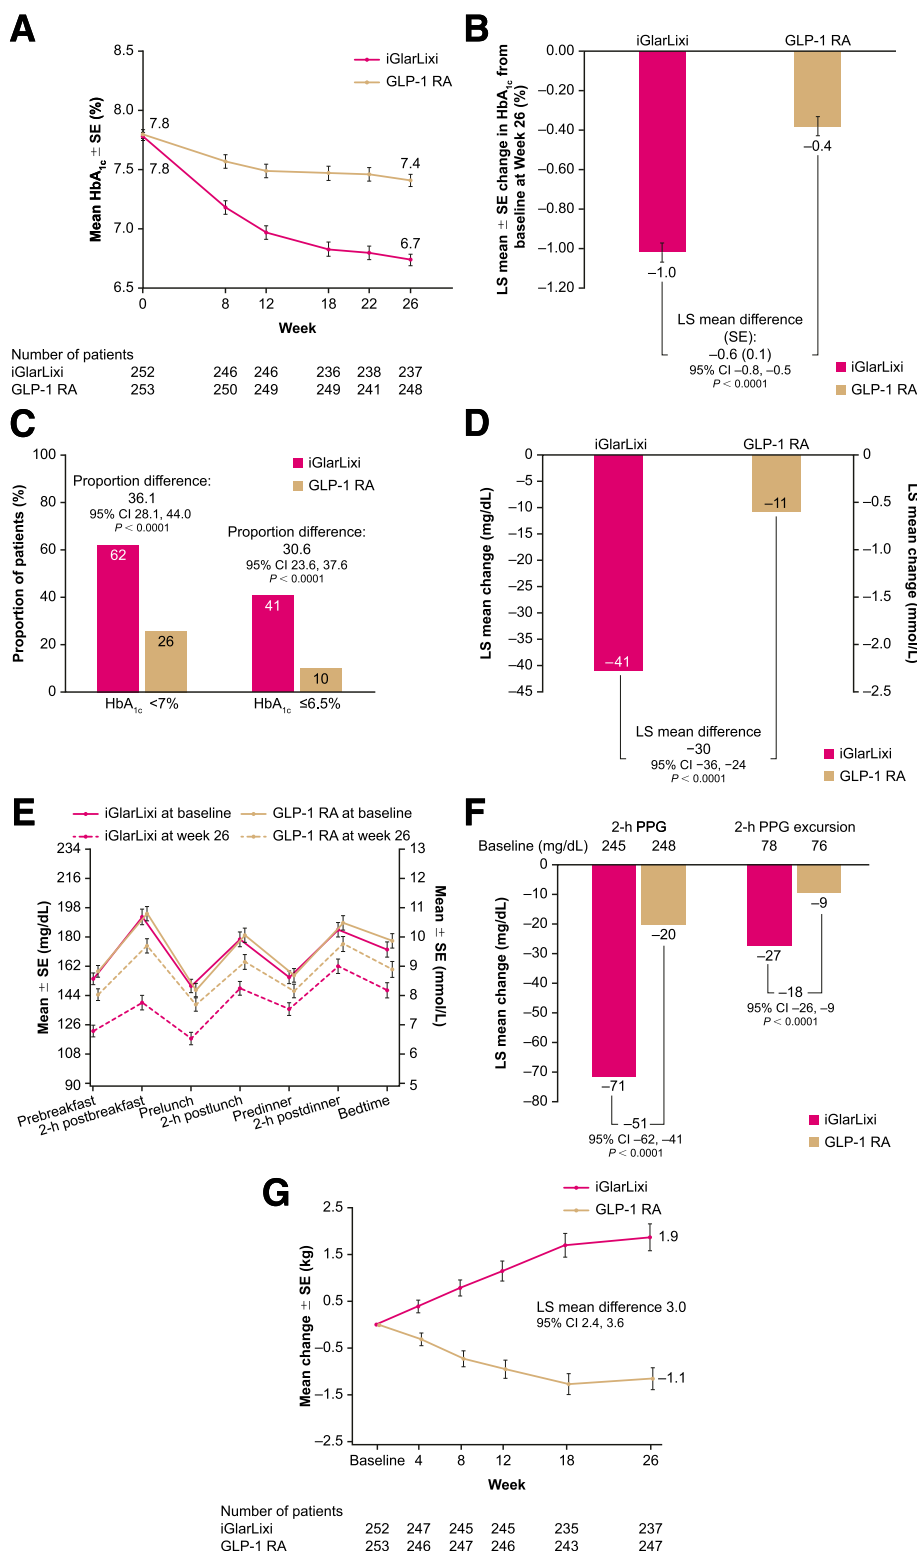 A
8.5
8.0
7.5
7.0
6.5
Mean HbA1c ± SE (%)
iGlarLixi
GLP-1 RA
7.8
7.8
7.4
6.7
0 8 12 18 22 26
Week
Number of patients
iGlarLixi 252 246 246 236 238 237
GLP-1 RA 253 250 249 249 241 248
B
iGlarLixi GLP-1 RA
0.00
−0.20
−0.40
−0.60
−0.80
−1.00
−1.20
LS mean ± SE change in HbA1c from
baseline at Week 26 (%)
−0.4
−1.0
LS mean difference
(SE):
−0.6 (0.1)
95% CI −0.8, −0.5
P < 0.0001
iGlarLixi
GLP-1 RA
C
100
80
60
40
20
0
Proportion of patients (%)
iGlarLixi
GLP-1 RA
Proportion difference:
36.1
95% CI 28.1, 44.0
P < 0.0001
Proportion difference:
30.6
95% CI 23.6, 37.6
P < 0.0001
62
26
41
10
HbA1c <7% HbA1c ≤6.5%
D
iGlarLixi GLP-1 RA
0
−5
−10
−15
−20
−25
−30
−35
−40
−45
LS mean change (mg/dL)
0
−0.5
−1.0
−1.5
−2.0
−2.5
LS mean change
(mmol/L)
−11
−41
LS mean difference
−30
95% CI −36, −24
P < 0.0001
iGlarLixi
GLP-1 RA
E
iGlarLixi at baseline GLP-1 RA at baseline
iGlarLixi at week 26 GLP-1 RA at week 26
234
216
198
180
162
144
126
108
90
Mean ± SE (mg/dL)
13
12
11
10
9
8
7
6
5
Mean ± SE (mmol/L)
Prebreakfast
2-h postbreakfast
Prelunch
2-h postlunch
Predinner
2-h postdinner
Bedtime
F
2-h PPG 2-h PPG excursion
Baseline (mg/dL) 245 248 78 76
0
−10
−20
−30
−40
−50
−60
−70
−80
LS mean change (mg/dL)
−9
−20
−27
−18
95% CI −26, −9
P < 0.0001
−71
−51
95% CI −62, −41
P < 0.0001
iGlarLixi
GLP-1 RA
G
iGlarLixi
GLP-1 RA
2.5
1.5
0.5
−0.5
−1.5
−2.5
Mean change ± SE (kg)
1.9
LS mean difference 3.0
95% CI 2.4, 3.6
−1.1
Baseline 4 8 12 18 26
Week
Number of patients
iGlarLixi 252 247 245 245 235 237
GLP-1 RA 253 246 247 246 243 247